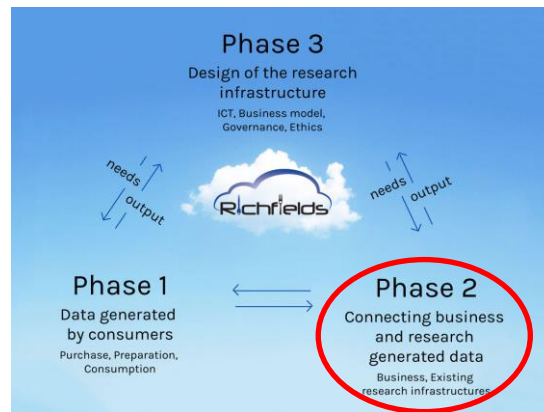 Phase 3
Design of the research
infrastructure
ICT, Business model,
Governance, Ethics
needs
output
Richfields
needs
output
Phase 1
Data generated
by consumers
Purchase, Preparation,
Consumption
Phase 2
Connecting business
and research
generated data
Business, Existing
research infrastructures